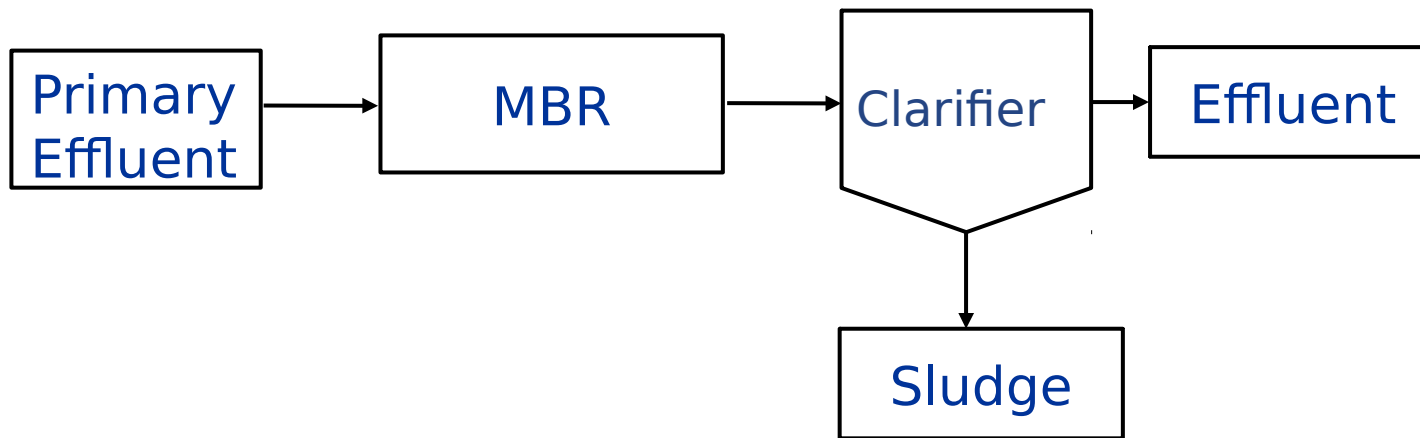 Primary
Effluent
MBR
Clarifier
Effluent
Sludge